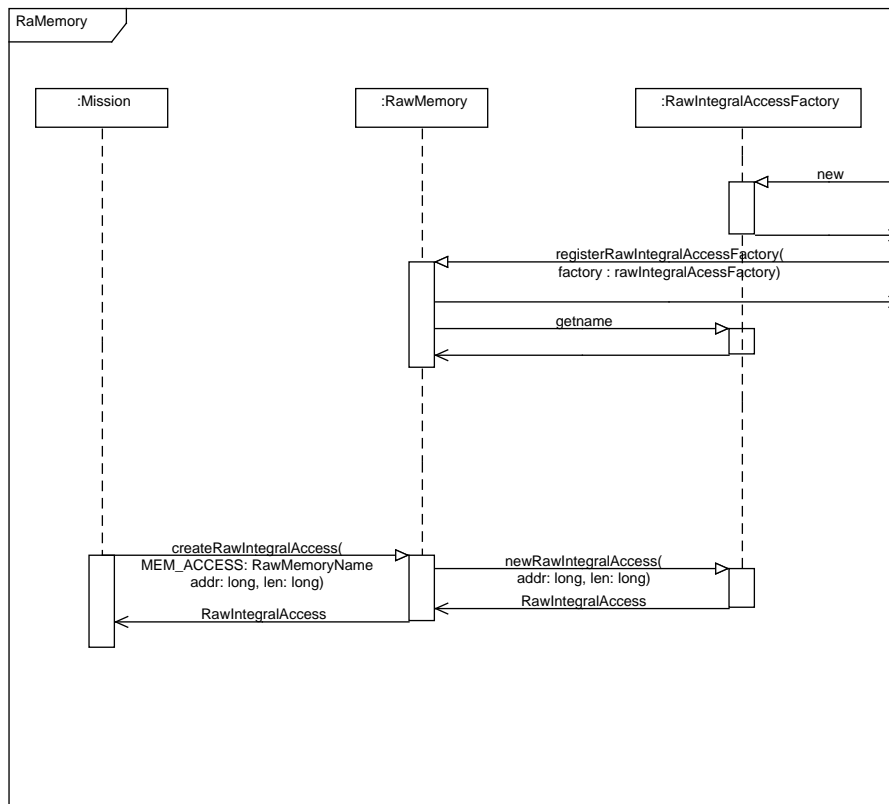 RaMemory
:Mission
:RawMemory
:RawIntegralAccessFactory
new
registerRawIntegralAccessFactory(
factory : rawIntegralAcessFactory)
getname
createRawIntegralAccess(
MEM_ACCESS: RawMemoryName
addr: long, len: long)
newRawIntegralAccess(
addr: long, len: long)
RawIntegralAccess
RawIntegralAccess